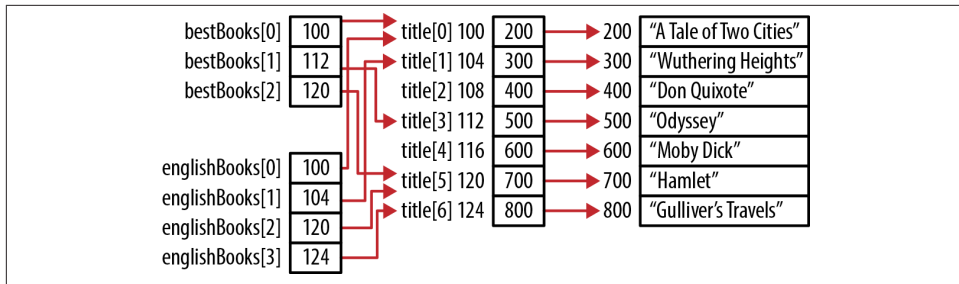 bestBooks[0] 100 title[0] 100 200 200 “A Tale of Two Cities”
bestBooks[1] 112 title[1] 104 300 300 “Wuthering Heights”
bestBooks[2] 120 title[2] 108 400 400 “Don Quixote”
title[3] 112 500 500 “Odyssey”
title[4] 116 600 600 “Moby Dick”
englishBooks[0] 100 title[5] 120 700 700 “Hamlet”
englishBooks[1] 104 title[6] 124 800 800 “Gulliver’s Travels”
englishBooks[2] 120
englishBooks[3] 124